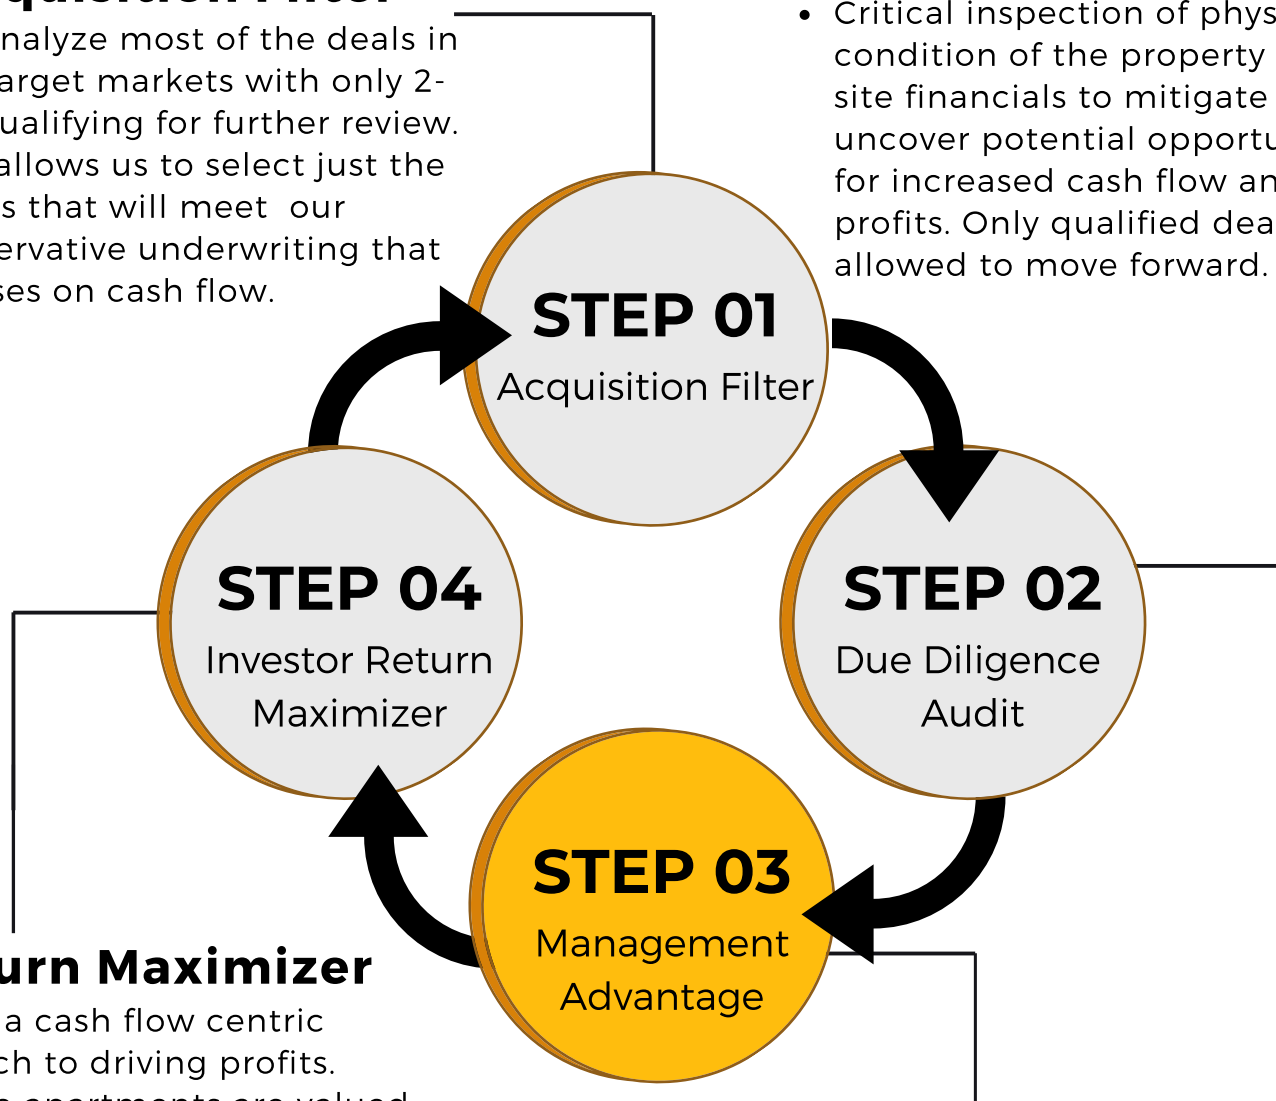 nalyze most of the deals in
arget markets with only 2-
ualifying for further review.
allows us to select just the
s that will meet our
ervative underwriting that
ses on cash flow.
• Critical inspection of phys
condition of the property
site financials to mitigate
uncover potential opportu
for increased cash flow an
profits. Only qualified dea
allowed to move forward.
STEP 01
Acquisition Filter
STEP 02
Due Diligence
Audit
STEP 03
Management
Advantage
STEP 04
Investor Return
Maximizer
urn Maximizer
a cash flow centric
ch to driving profits.
apartments are valued